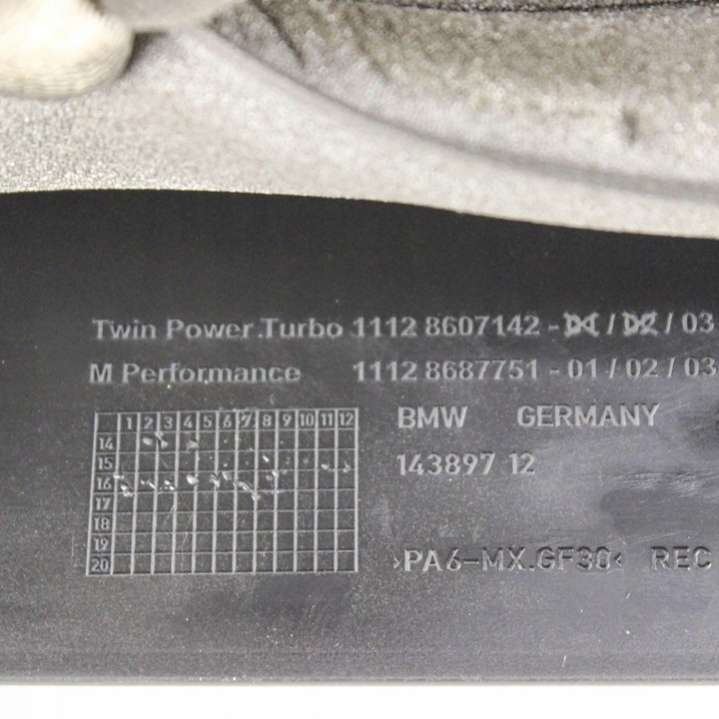 Twin Power.Turbo 1112 8607142 - / / 03
M Performance 1112 8687751 - 01 / 02 / 03
1 2 3 4 5 6 7 8 9 10 11 12
14
15
16
17
18
19
20
BMW GERMANY
143897 12
>PA6-MX.GF30< REC